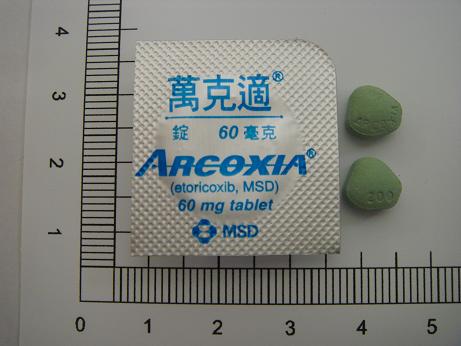 萬克適®
錠 60毫克
ARCOXIA®
(etoricoxib, MSD)
60 mg tablet
MSD
ARCOXIA
200
4
3
2
1
0 1 2 3 4 5